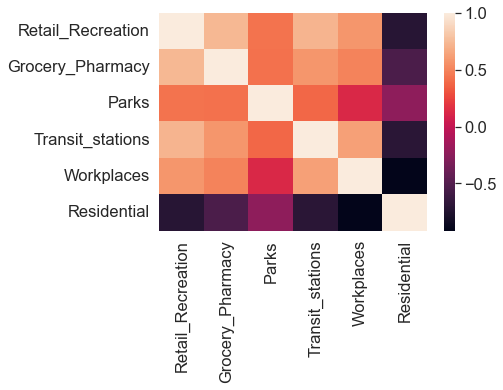 Retail_Recreation
Grocery_Pharmacy
Parks
Transit_stations
Workplaces
Residential
Retail_Recreation
Grocery_Pharmacy
Parks
Transit_stations
Workplaces
Residential
1.0
0.5
0.0
−0.5